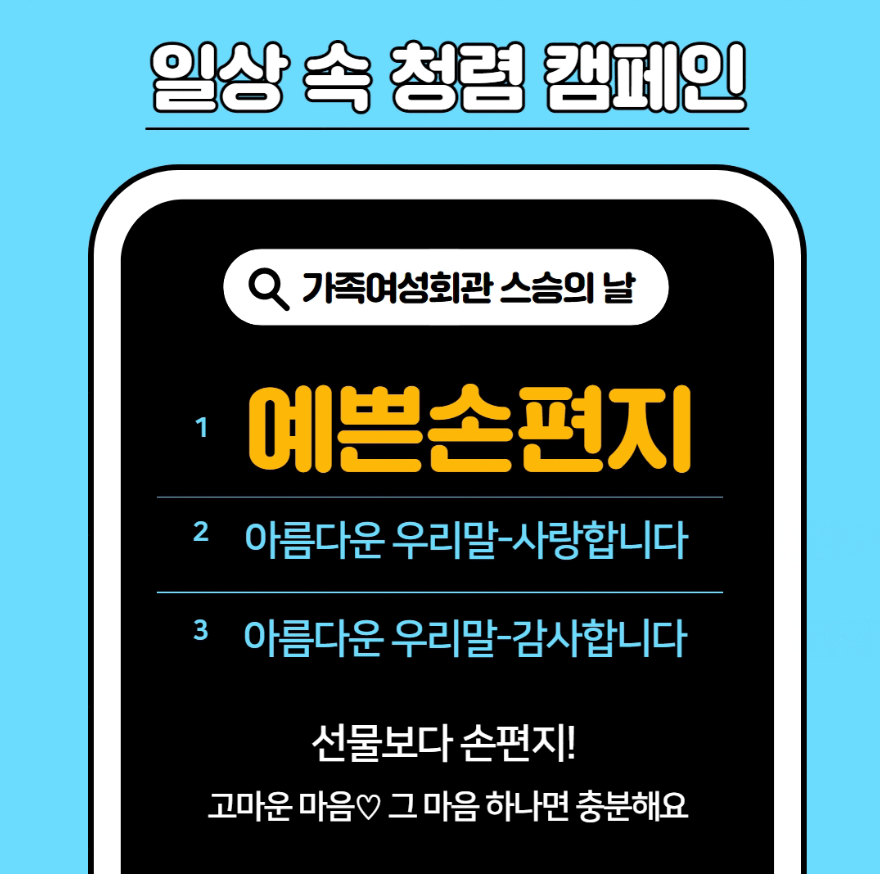 일상 속 청렴 캠페인
가족여성회관 스승의 날
1 예쁜손편지
2 아름다운 우리말-사랑합니다
3 아름다운 우리말-감사합니다
선물보다 손편지!
고마운 마음♡ 그 마음 하나면 충분해요